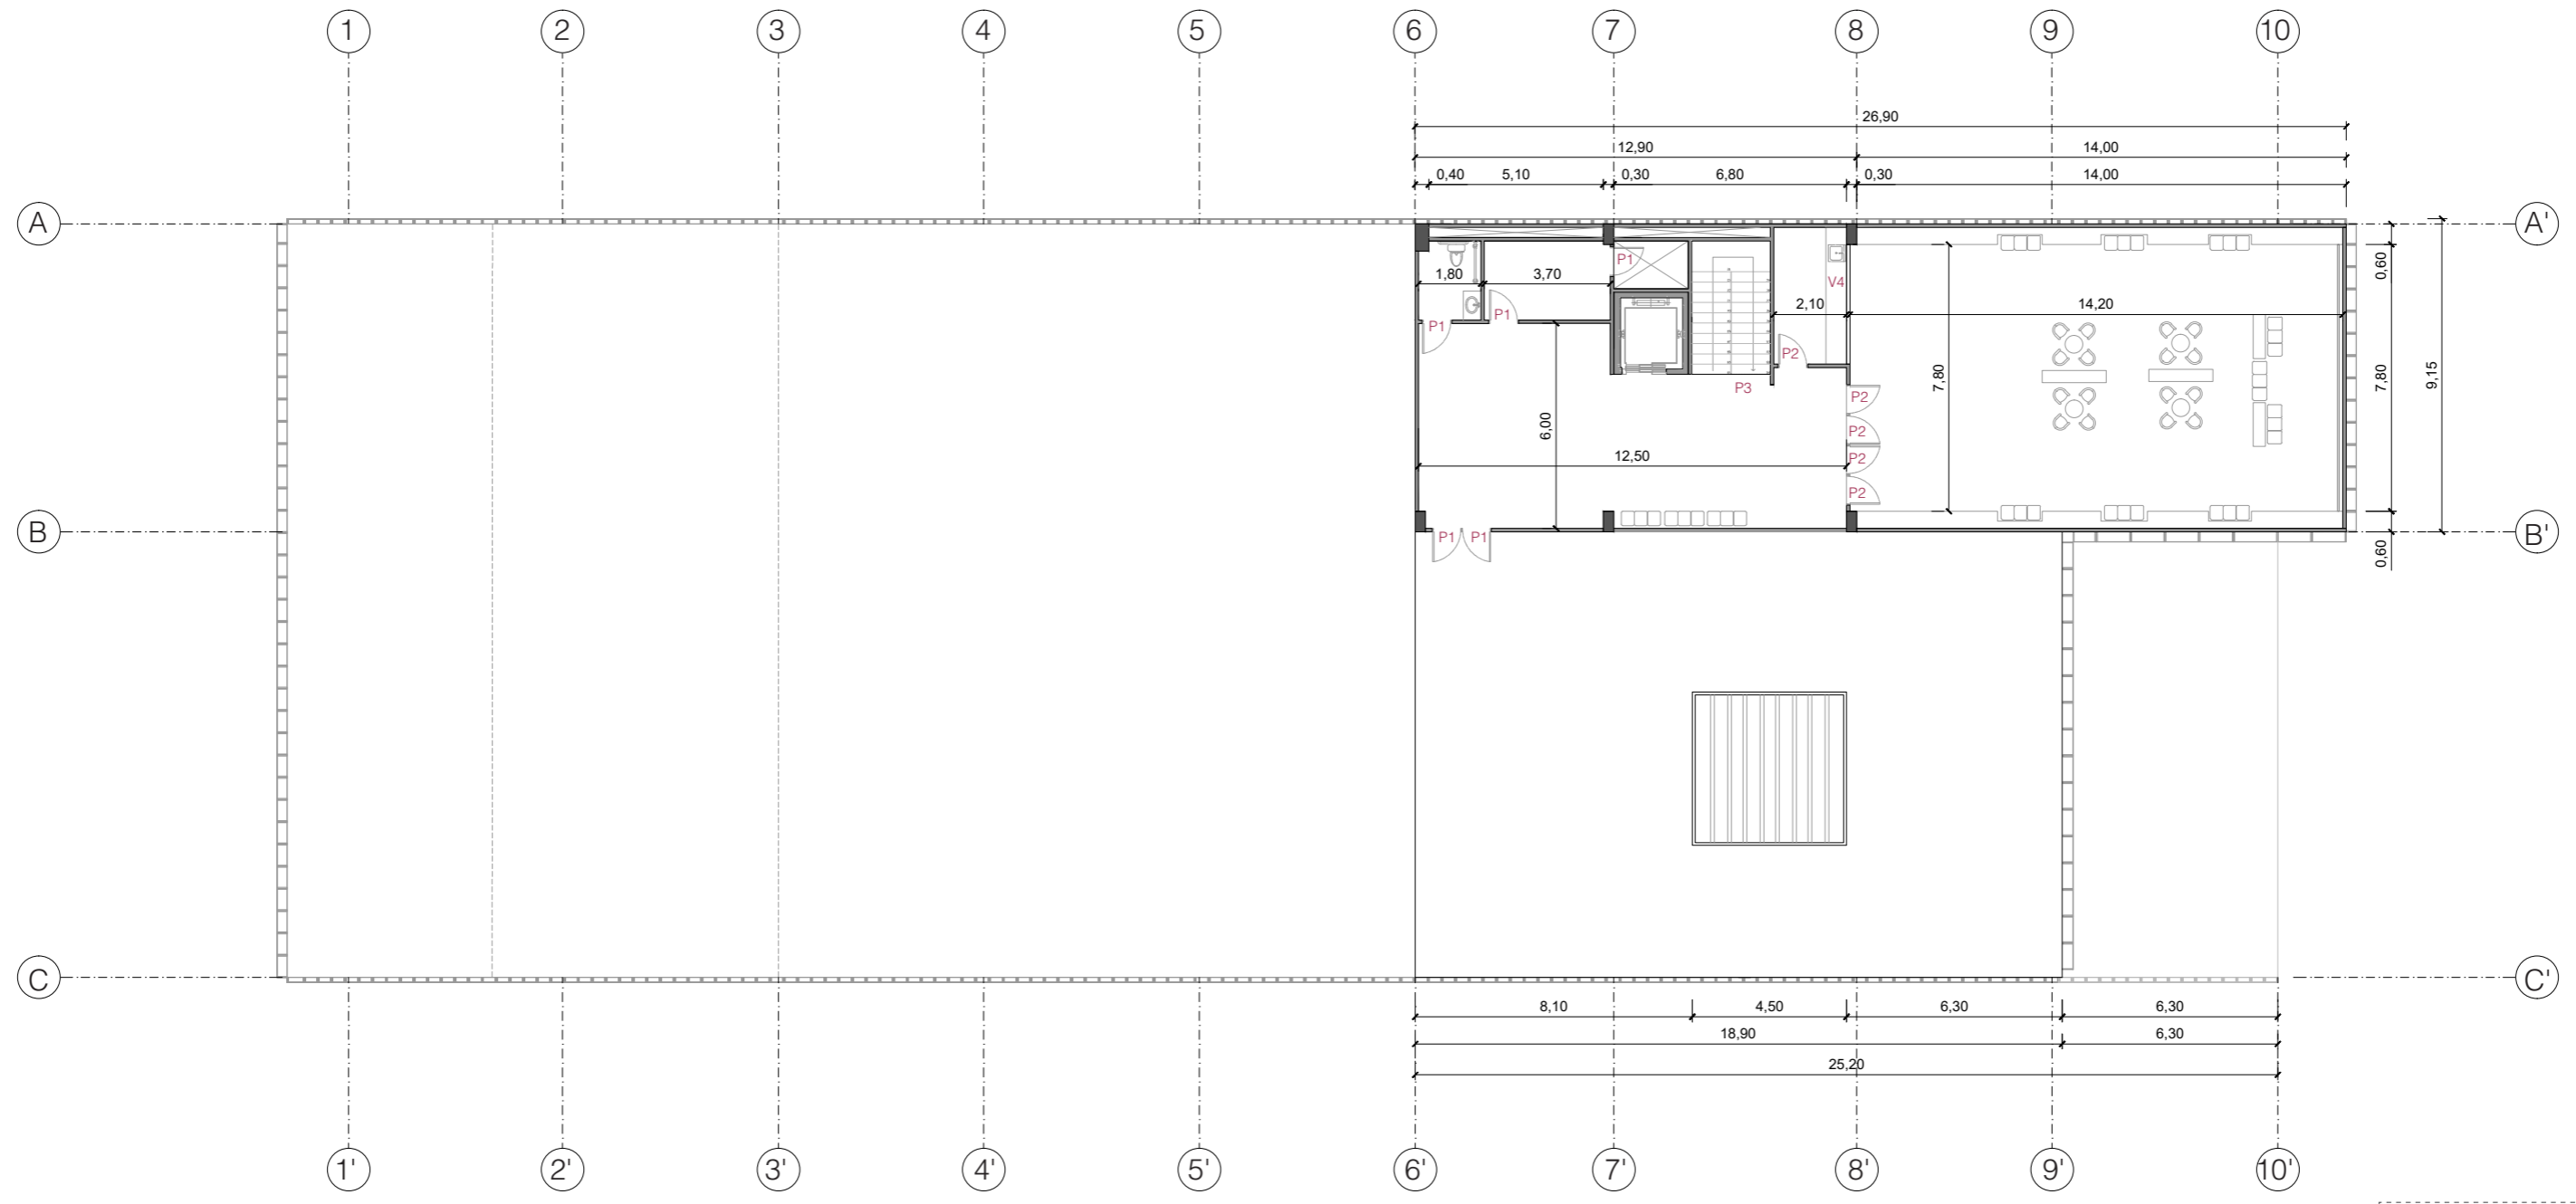 1 2 3 4 5 6 7 8 9 10
26,90
12,90 14,00
0,40 5,10 0,30 6,80 0,30 14,00
A A'
P1 0,60
1,80 3,70 V4
2,10 14,20
P1 P1
P2
7,80 7,80 9,15
P3
P2
6,00
P2
12,50 P2
P2
B P1 P1 B'
0,60
C C'
8,10 4,50 6,30 6,30
18,90 6,30
25,20
1' 2' 3' 4' 5' 6' 7' 8' 9' 10'